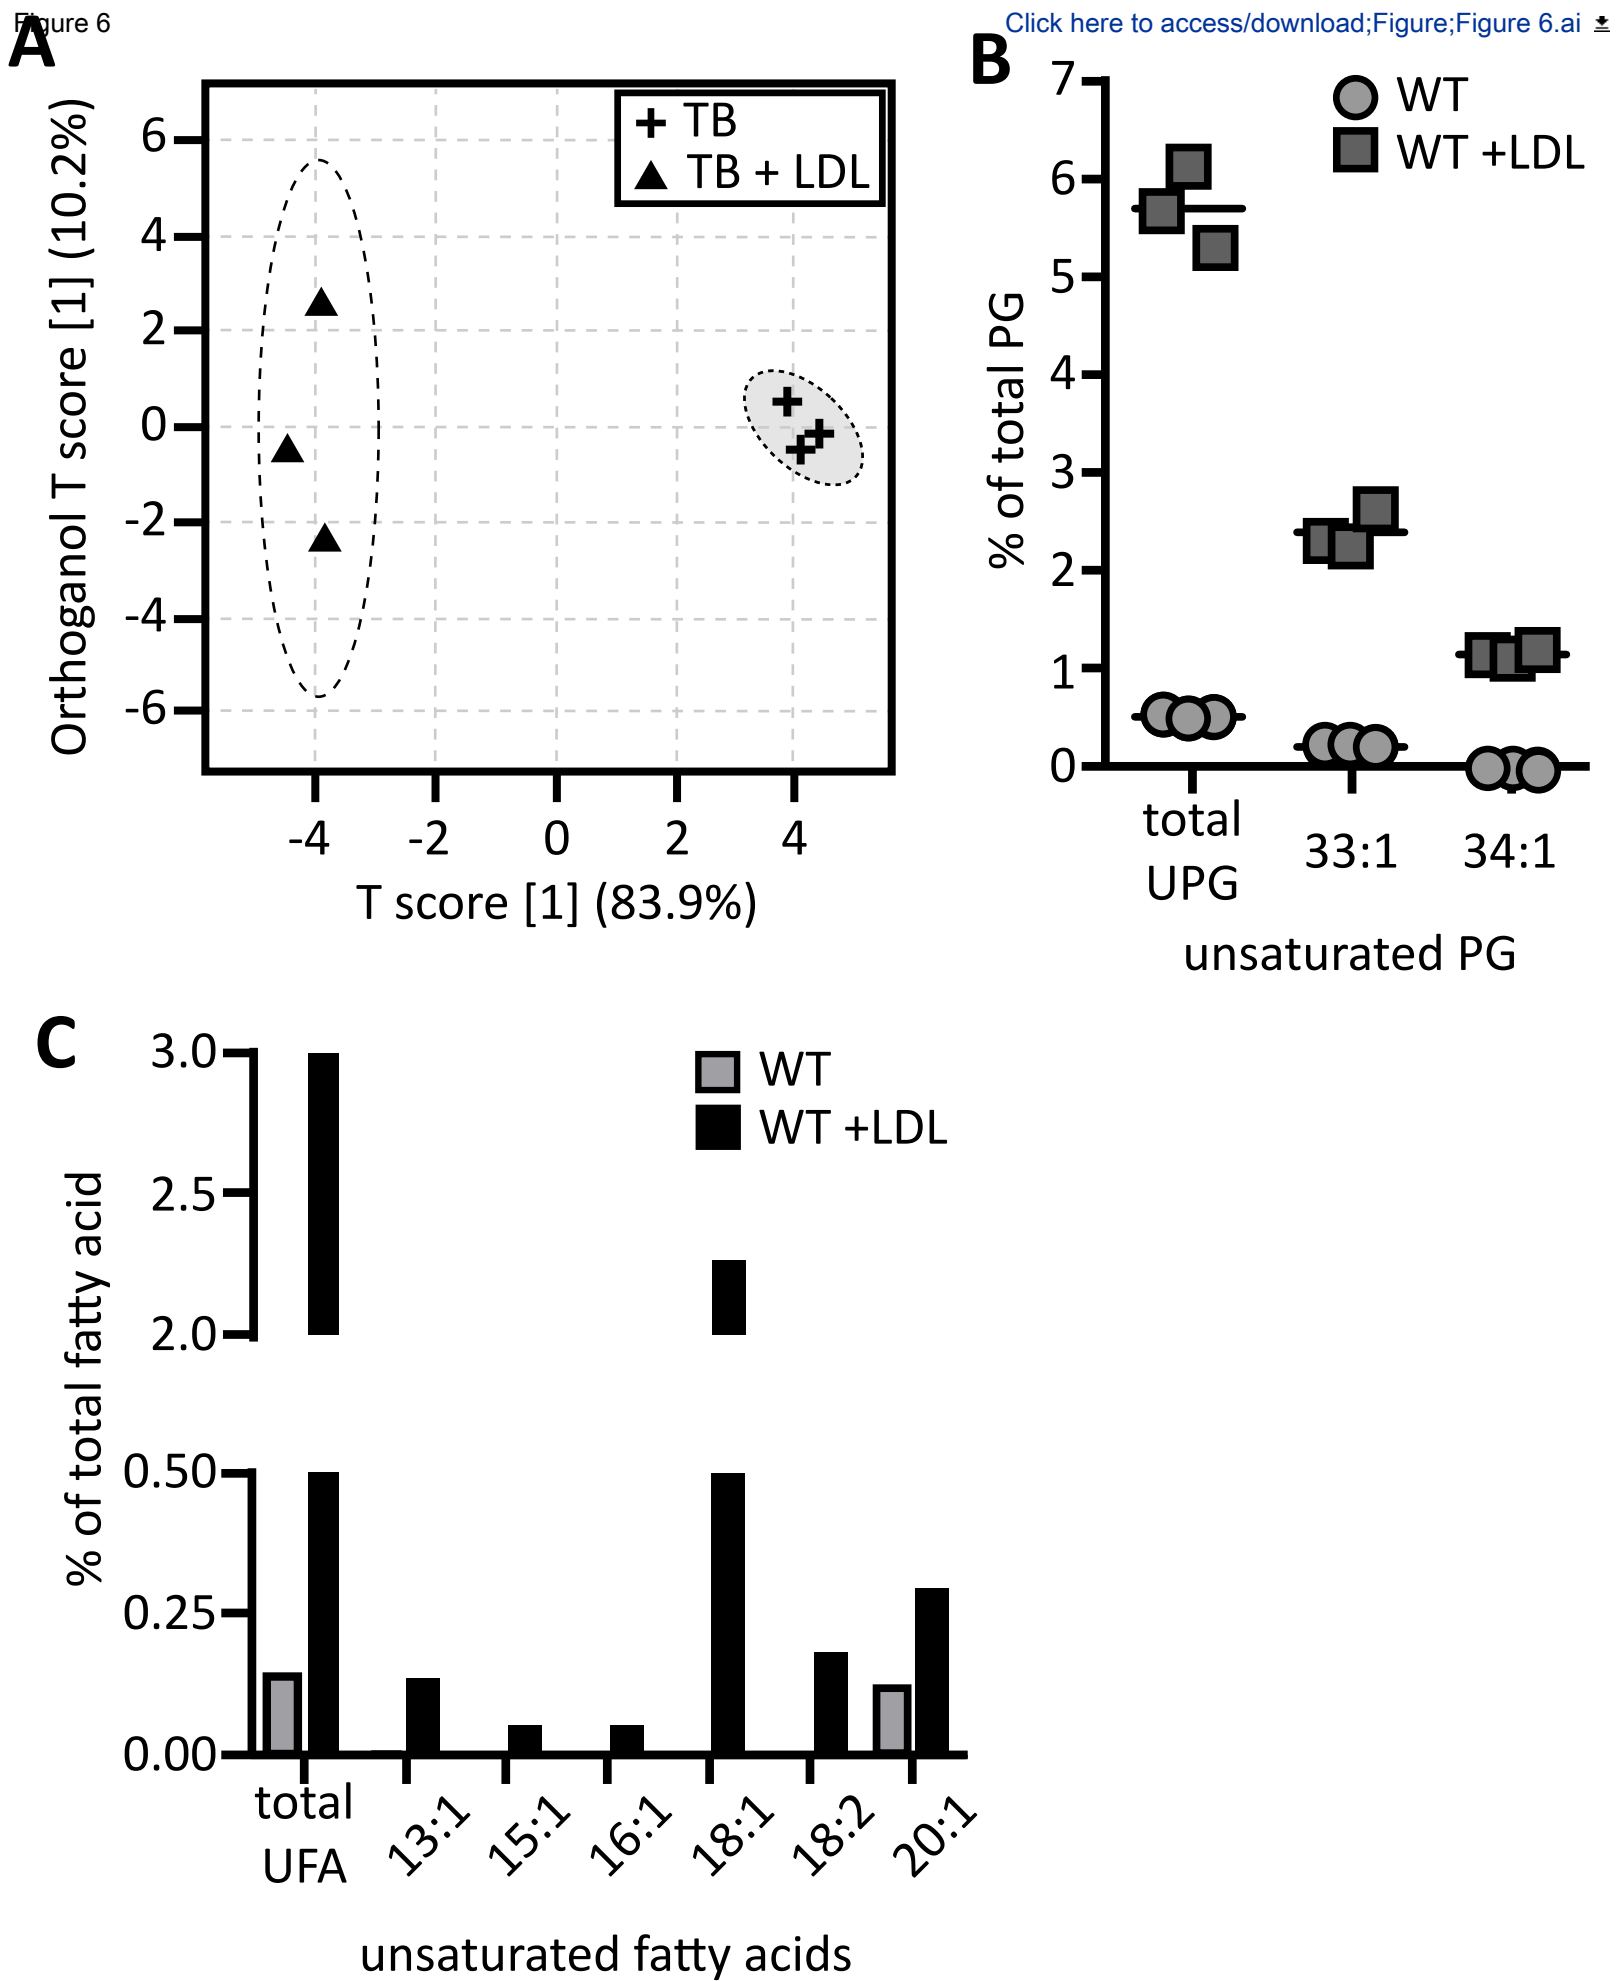 Figure 6
Click here to access/download;Figure;Figure 6.ai
A
Orthoganol T score [1] (10.2%)
6
4
2
0
-2
-4
-6
TB
TB + LDL
-4
-2
0
2
4
T score [1] (83.9%)
B
% of total PG
7
6
5
4
3
2
1
0
WT
WT +LDL
total
UPG
33:1
34:1
unsaturated PG
C
% of total fatty acid
3.0
2.5
2.0
0.50
0.25
0.00
WT
WT +LDL
total
UFA
13:1
15:1
16:1
18:1
18:2
20:1
unsaturated fatty acids